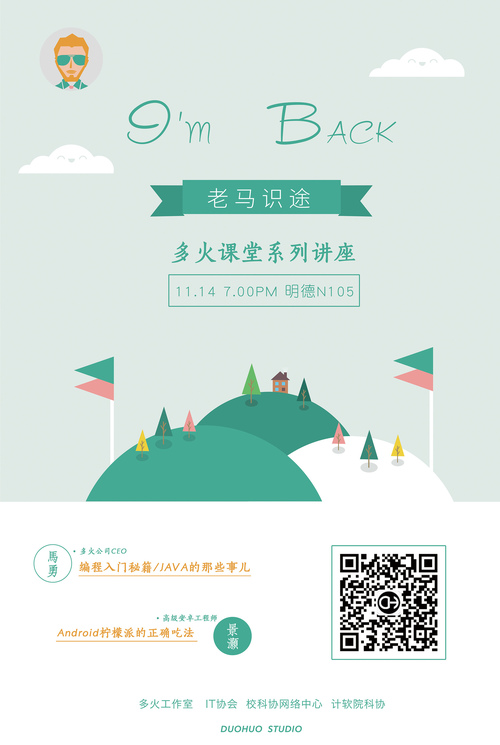 I'm Back
老马识途
多火课堂系列讲座
11.14 7.00PM 明德N105
馬勇
• 多火公司CEO
编程入门秘籍/JAVA的那些事儿
• 高级安卓工程师
Android柠檬派的正确吃法
景灏
多火工作室 IT协会 校科协网络中心 计软院科协
DUOHUO STUDIO